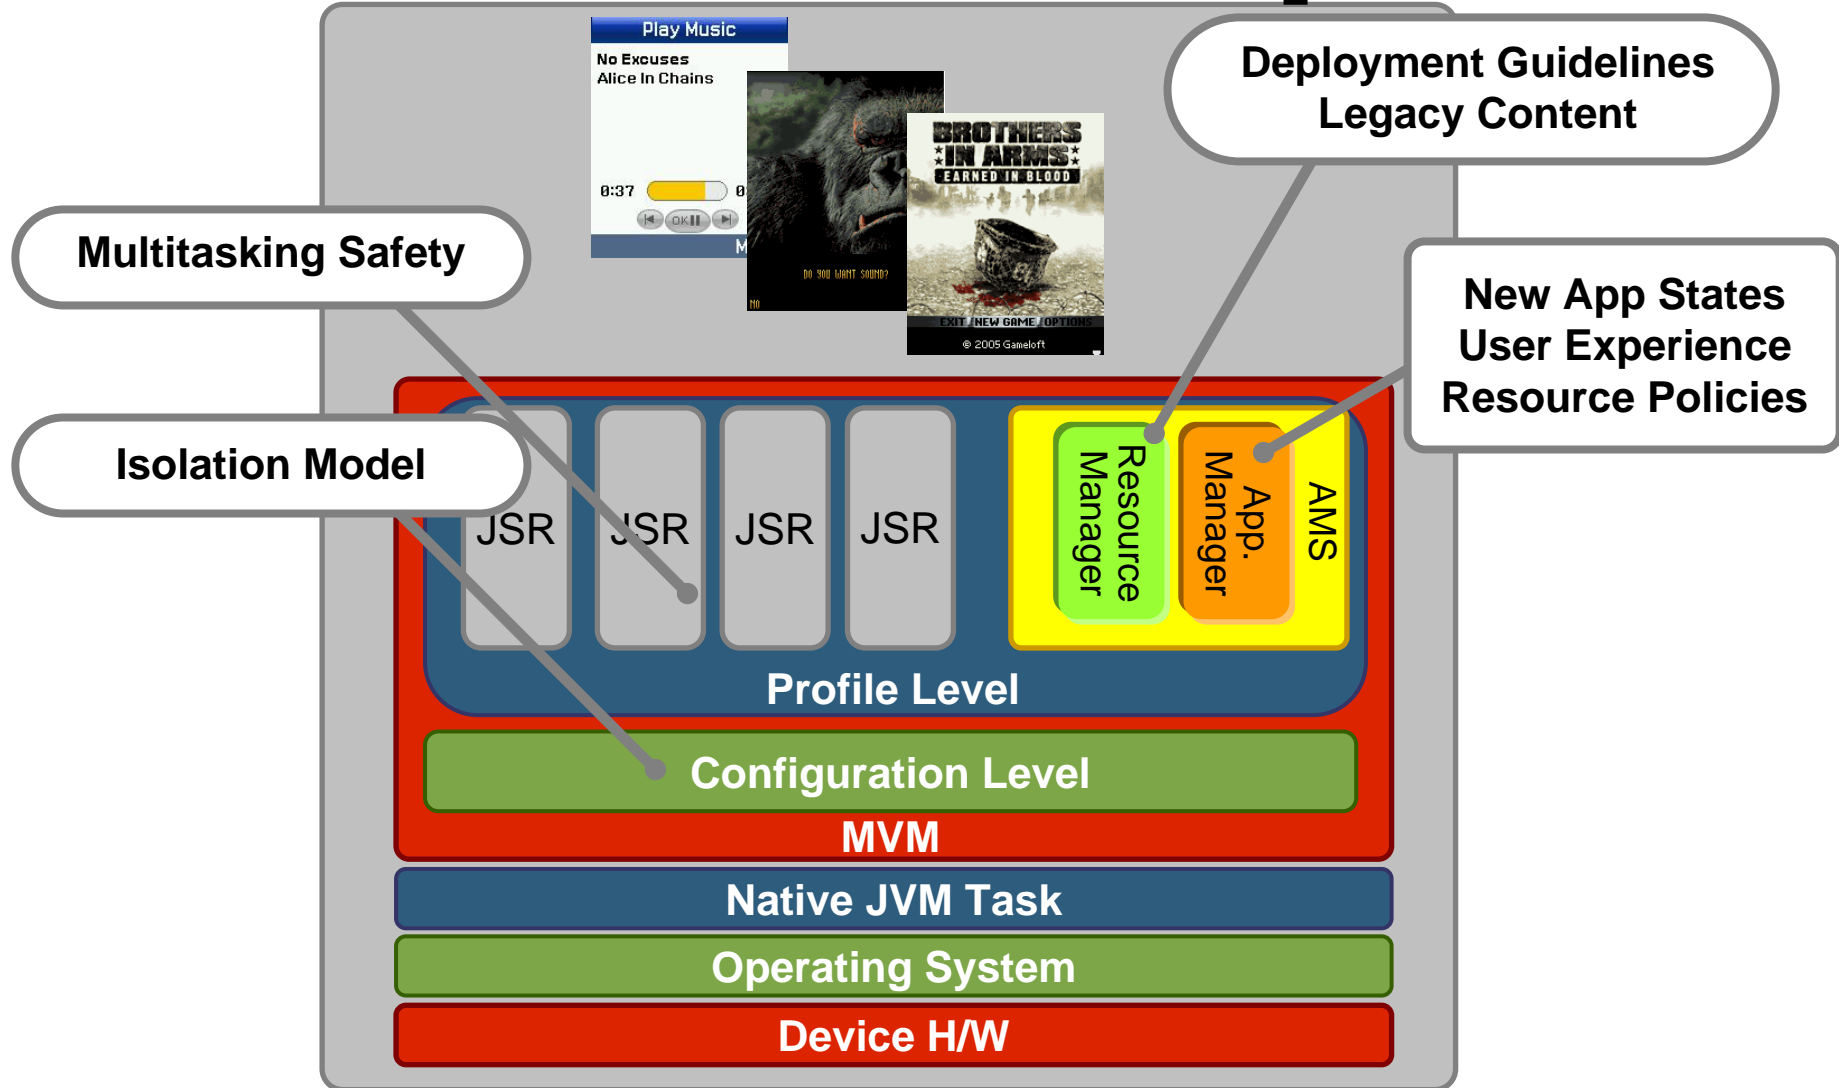 Play Music
No Excuses
Alice In Chains
0:37
OK
DO YOU WANT SOUND?
NO
BROTHERS
IN ARMS
EARNED IN BLOOD
EXIT NEW GAME OPTIONS
© 2005 Gameloft
Deployment Guidelines
Legacy Content
Multitasking Safety
New App States
User Experience
Resource Policies
Isolation Model
JSR
JSR
JSR
JSR
Resource
Manager
App.
Manager
AMS
Profile Level
Configuration Level
MVM
Native JVM Task
Operating System
Device H/W